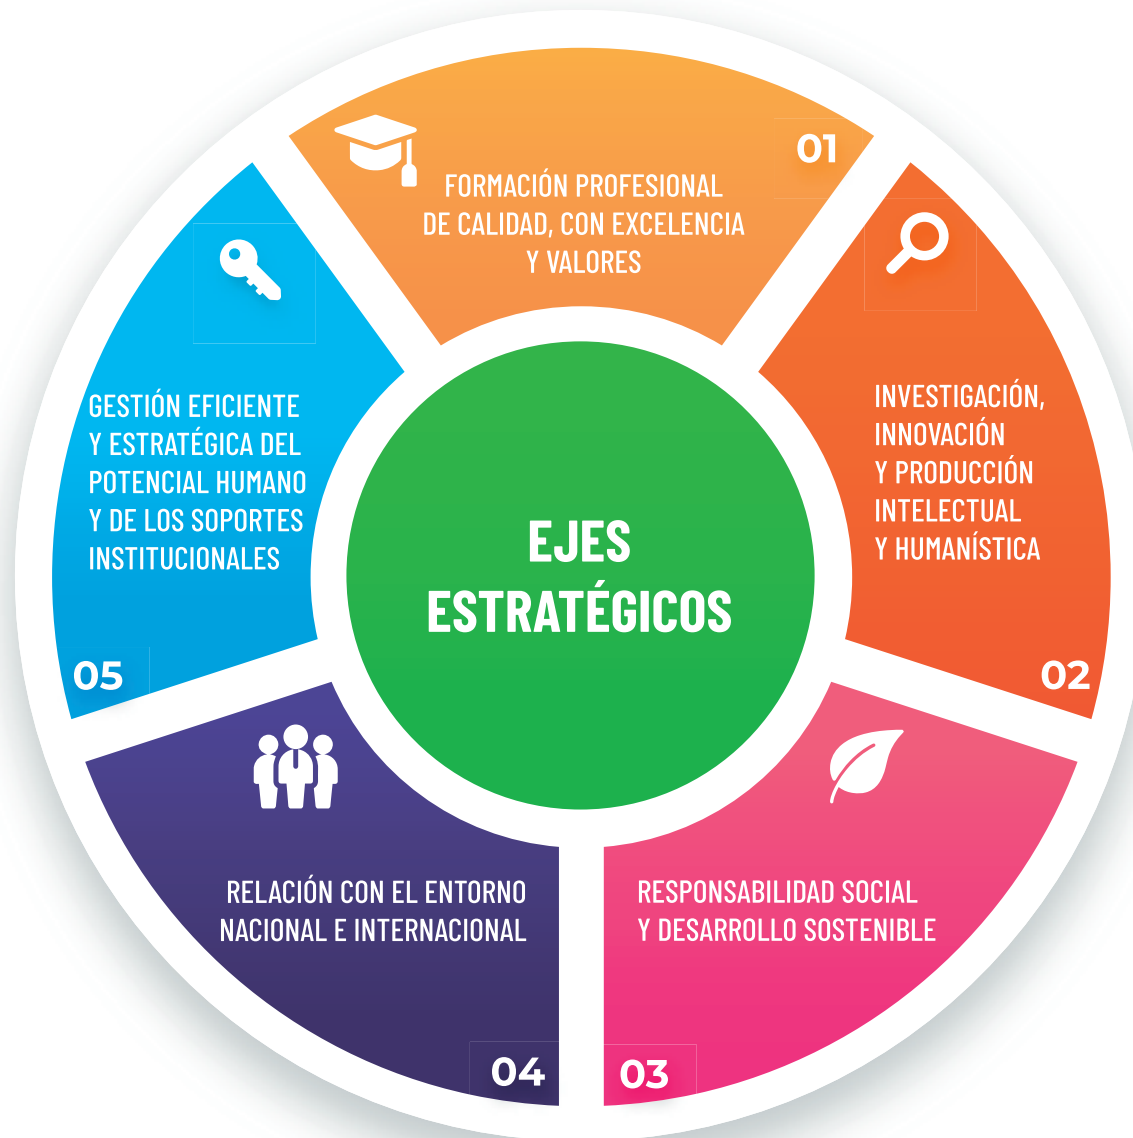 01
FORMACIÓN PROFESIONAL
DE CALIDAD, CON EXCELENCIA
Y VALORES
INVESTIGACIÓN,
INNOVACIÓN
Y PRODUCCIÓN
INTELECTUAL
Y HUMANÍSTICA
02
RESPONSABILIDAD SOCIAL
Y DESARROLLO SOSTENIBLE
03
RELACIÓN CON EL ENTORNO
NACIONAL E INTERNACIONAL
04
GESTIÓN EFICIENTE
Y ESTRATÉGICA DEL
POTENCIAL HUMANO
Y DE LOS SOPORTES
INSTITUCIONALES
05
EJES
ESTRATÉGICOS